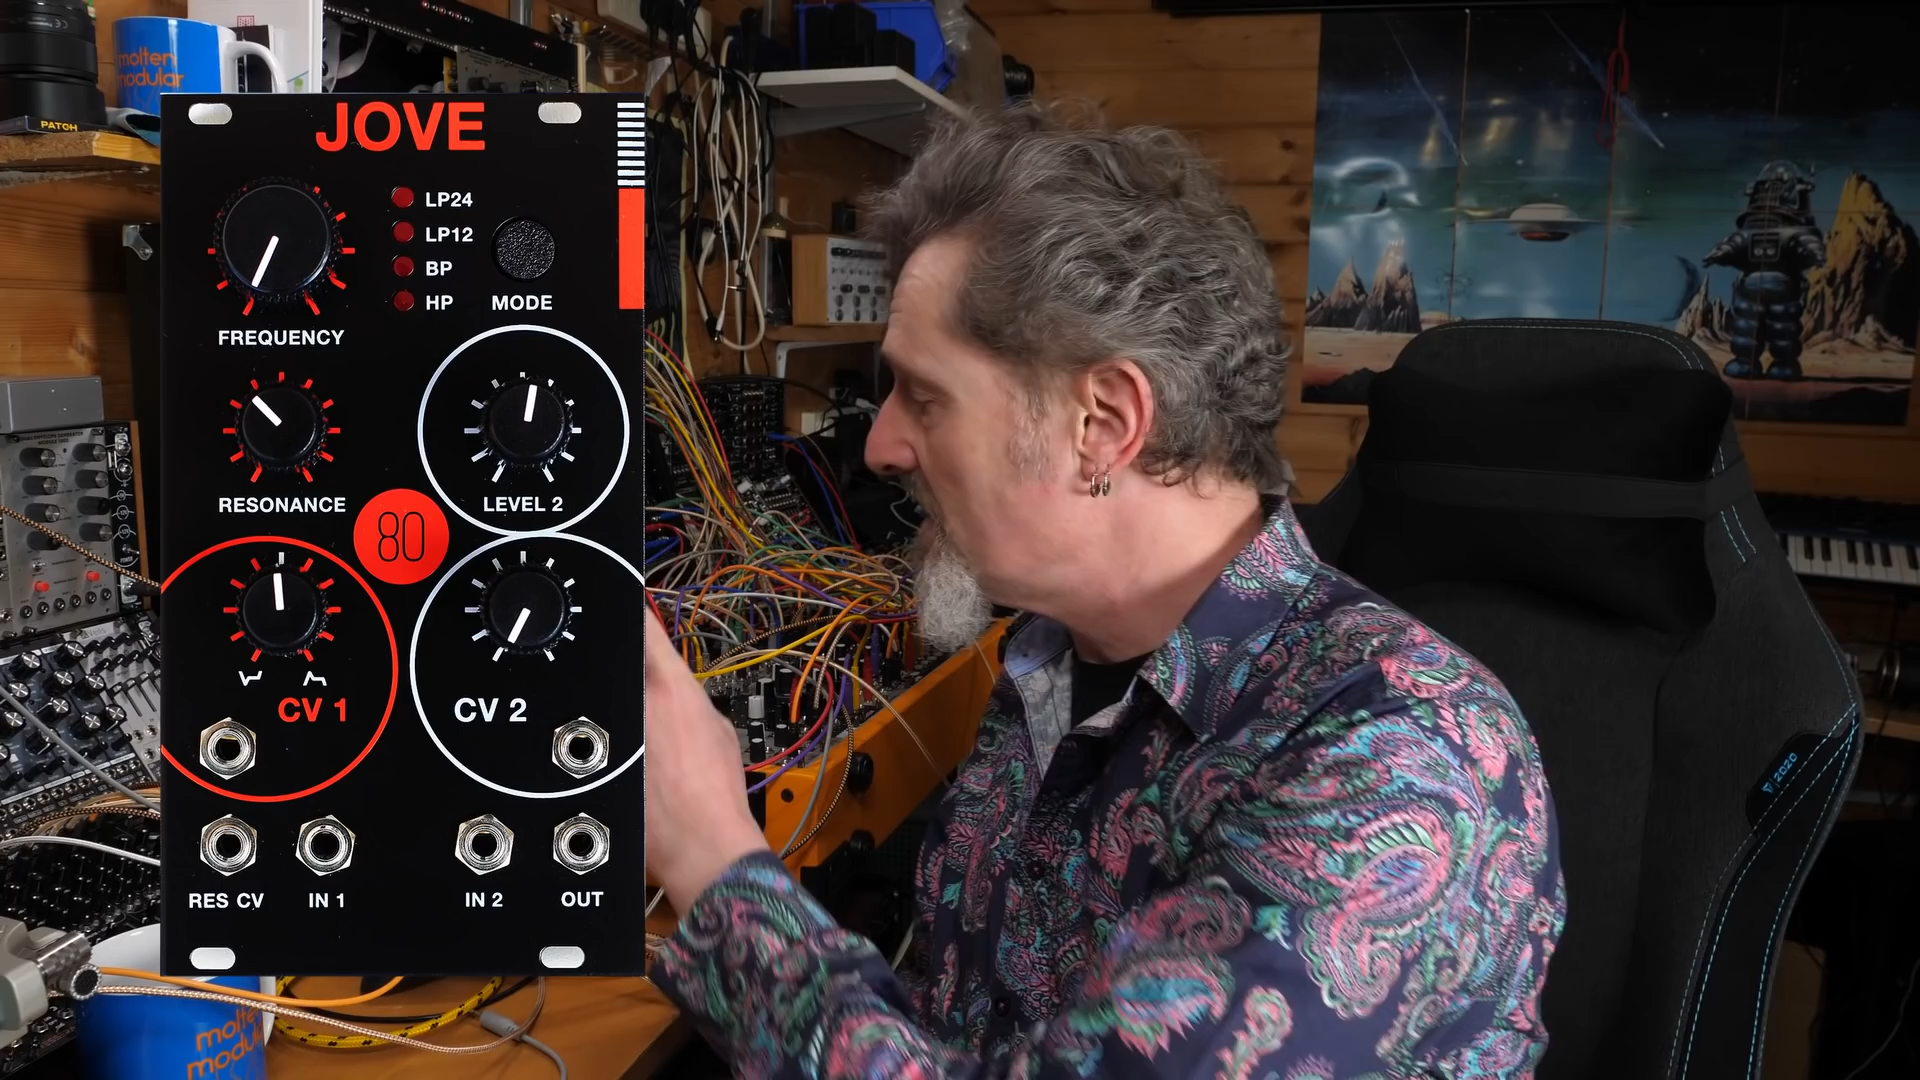 molten
modular
PATCH
JOVE
LP24
LP12
BP
HP
MODE
FREQUENCY
RESONANCE
LEVEL 2
80
CV 1
CV 2
RES CV
IN 1
IN 2
OUT
2020
molten
modular